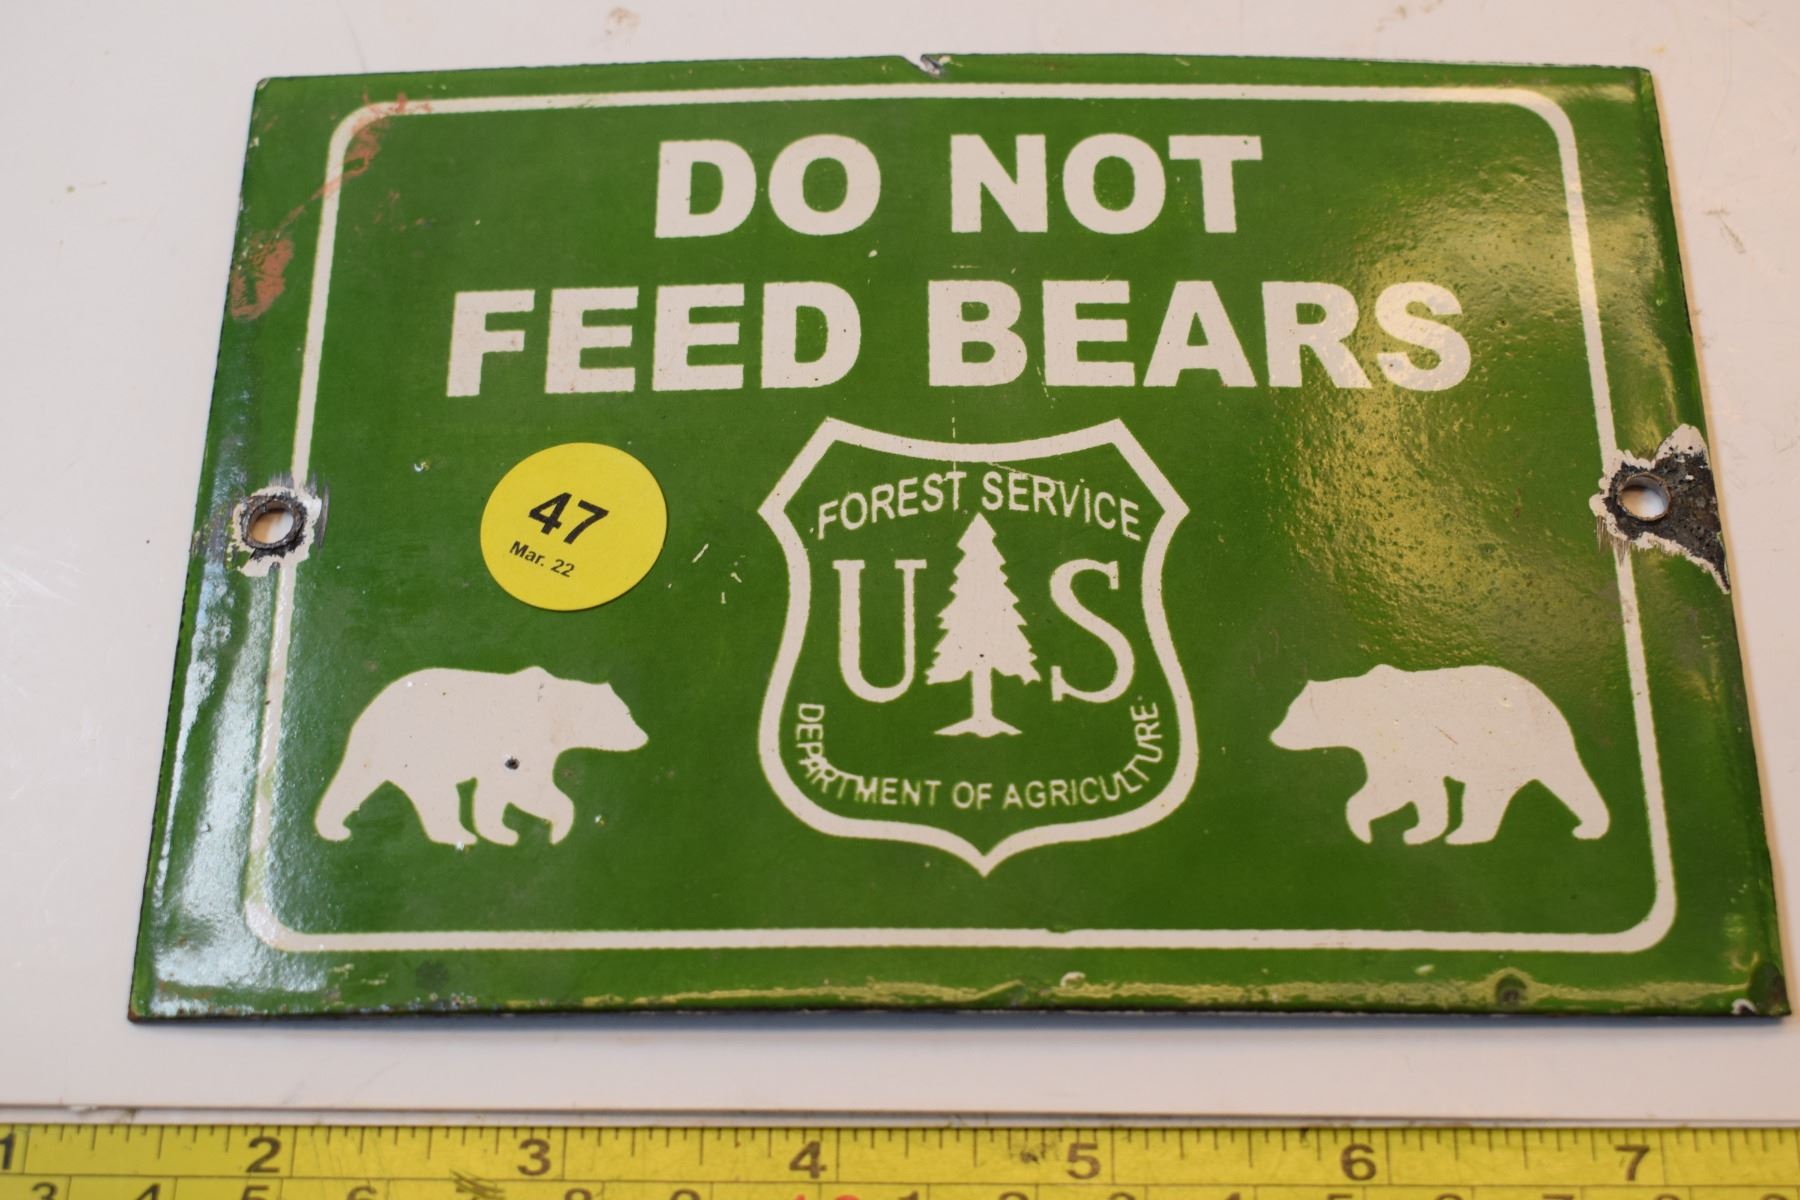 DO NOT
FEED BEARS
47
Mar. 22
FOREST SERVICE
U S
DEPARTMENT OF AGRICULTURE
1 2 3 4 5 6 7